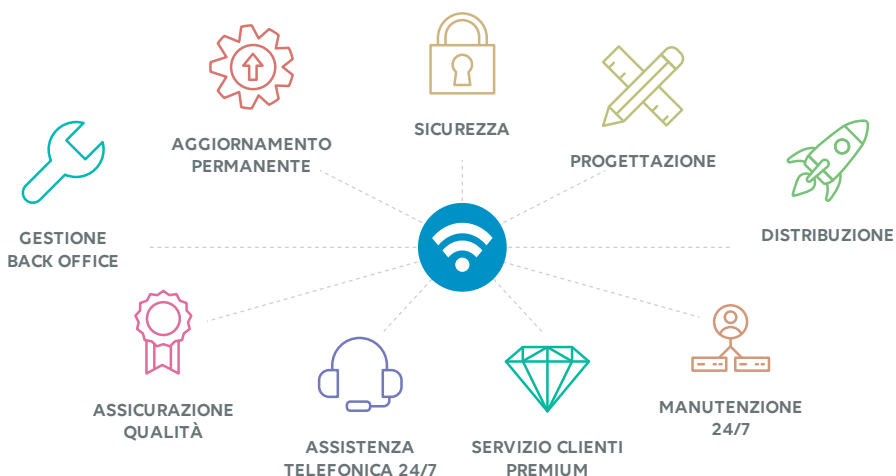 SICUREZZA
AGGIORNAMENTO
PERMANENTE
PROGETTAZIONE
GESTIONE
BACK OFFICE
DISTRIBUZIONE
ASSICURAZIONE
QUALITÀ
MANUTENZIONE
24/7
ASSISTENZA
TELEFONICA 24/7
SERVIZIO CLIENTI
PREMIUM